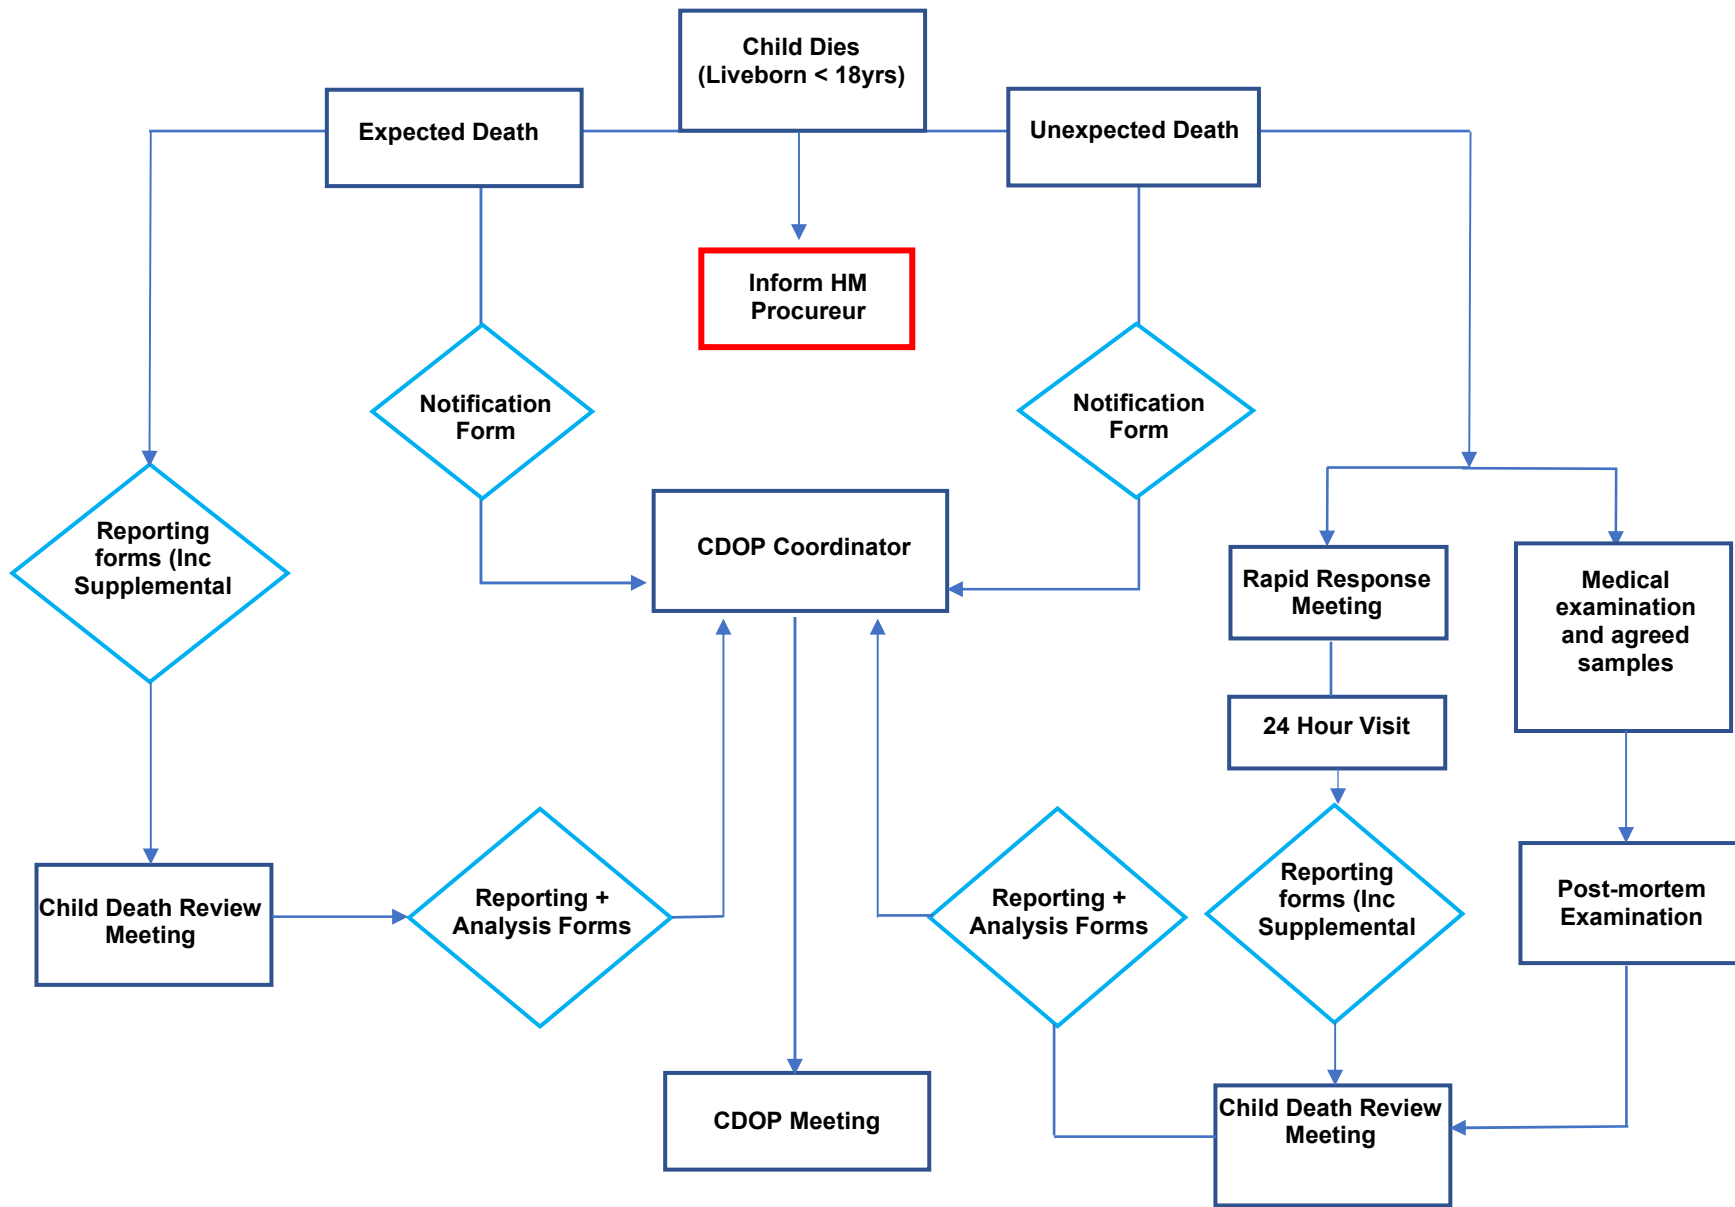 Child Dies
(Liveborn < 18yrs)
Expected Death
Unexpected Death
Inform HM
Procureur
Notification
Form
Notification
Form
Reporting
forms (Inc
Supplemental
CDOP Coordinator
Rapid Response
Meeting
Medical
examination
and agreed
samples
24 Hour Visit
Child Death Review
Meeting
Reporting +
Analysis Forms
Reporting +
Analysis Forms
Reporting
forms (Inc
Supplemental
Post-mortem
Examination
CDOP Meeting
Child Death Review
Meeting